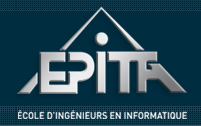 EPITA
ÉCOLE D'INGÉNIEURS EN INFORMATIQUE